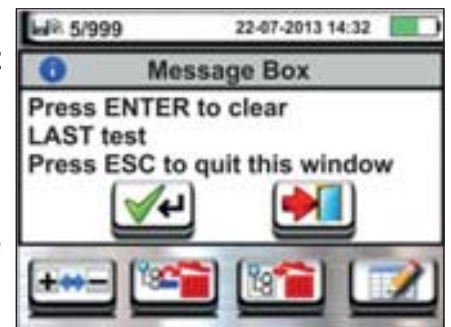 5/999 22-07-2013 14:32
Message Box
Press ENTER to clear
LAST test
Press ESC to quit this window